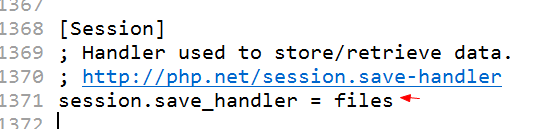 1367
1368 [Session]
1369 ; Handler used to store/retrieve data.
1370 ; http://php.net/session.save-handler
1371 session.save_handler = files
1372